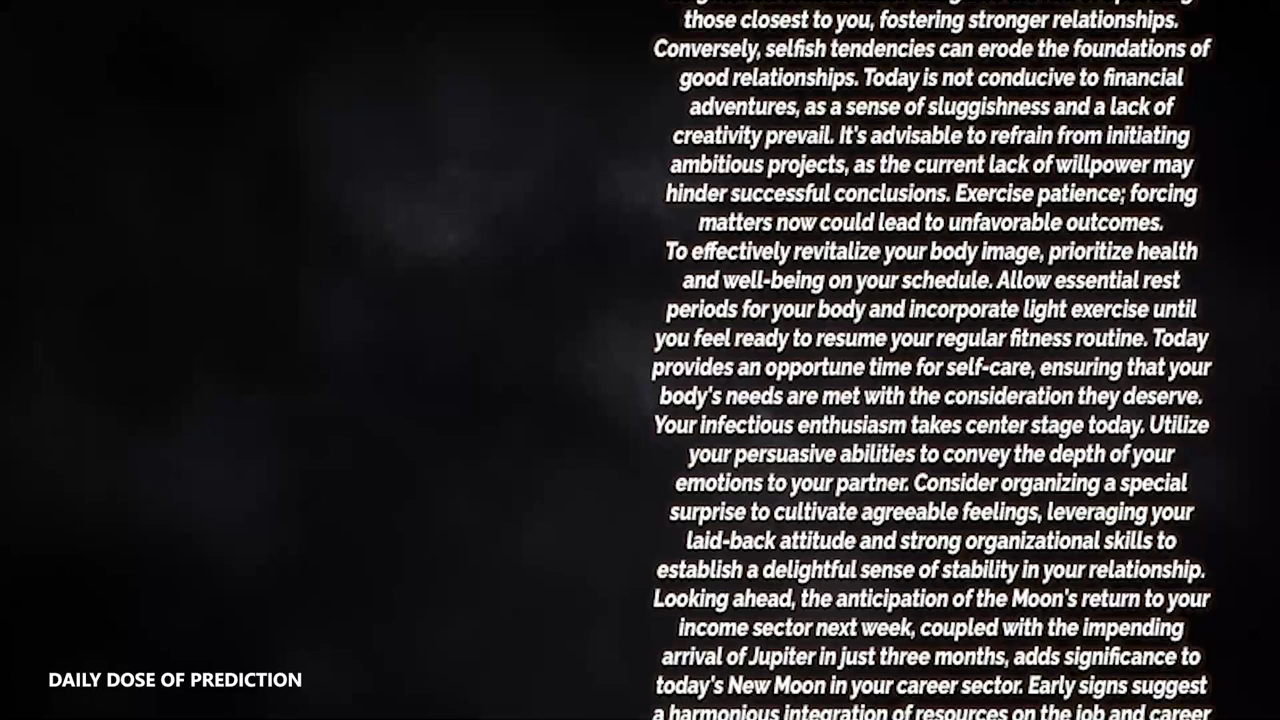 those closest to you, fostering stronger relationships.
Conversely, selfish tendencies can erode the foundations of
good relationships. Today is not conducive to financial
adventures, as a sense of sluggishness and a lack of
creativity prevail. It's advisable to refrain from initiating
ambitious projects, as the current lack of willpower may
hinder successful conclusions. Exercise patience; forcing
matters now could lead to unfavorable outcomes.
To effectively revitalize your body image, prioritize health
and well-being on your schedule. Allow essential rest
periods for your body and incorporate light exercise until
you feel ready to resume your regular fitness routine. Today
provides an opportune time for self-care, ensuring that your
body's needs are met with the consideration they deserve.
Your infectious enthusiasm takes center stage today. Utilize
your persuasive abilities to convey the depth of your
emotions to your partner. Consider organizing a special
surprise to cultivate agreeable feelings, leveraging your
laid-back attitude and strong organizational skills to
establish a delightful sense of stability in your relationship.
Looking ahead, the anticipation of the Moon's return to your
income sector next week, coupled with the impending
arrival of Jupiter in just three months, adds significance to
today's New Moon in your career sector. Early signs suggest
a harmonious integration of resources on the job and career
DAILY DOSE OF PREDICTION